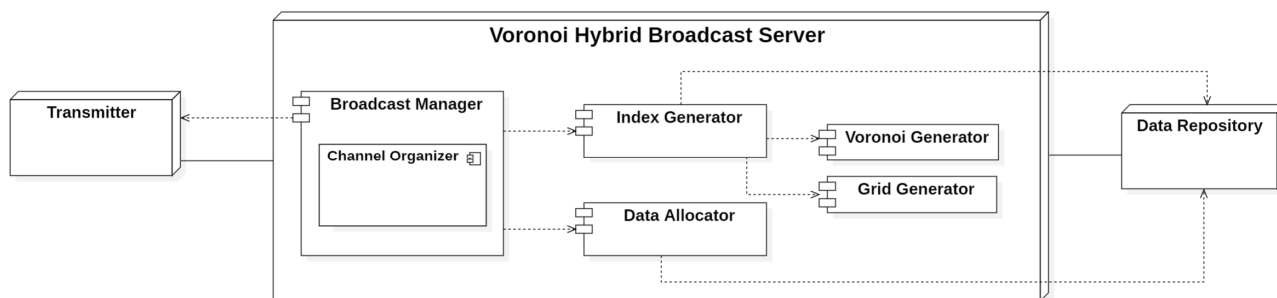 Voronoi Hybrid Broadcast Server
Transmitter
Broadcast Manager
Channel Organizer
Index Generator
Data Allocator
Voronoi Generator
Grid Generator
Data Repository